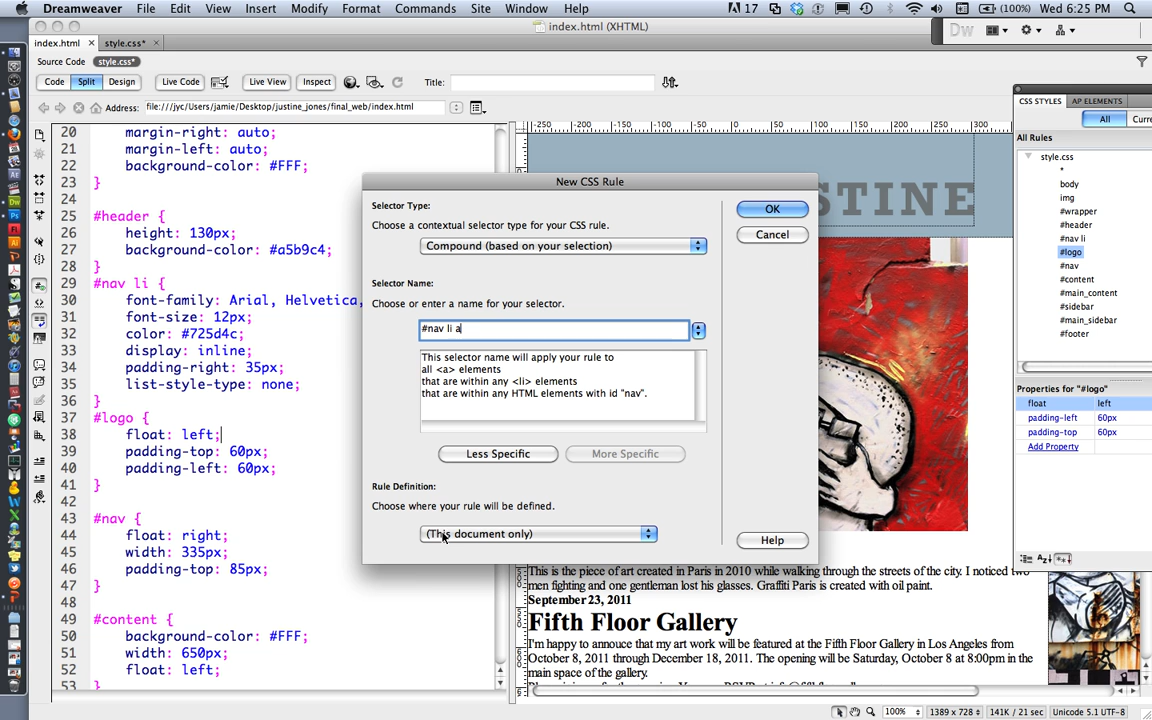 Dreamweaver File Edit View Insert Modify Format Commands Site Window Help 17 (100%) Wed 6:25 PM
index.html (XHTML)
index.html style.css*
Dw
Source Code style.css*
Code Split Design Live Code Live View Inspect Title:
Address: file:///jyc/Users/jamie/Desktop/justine_jones/final_web/index.html
20 margin-right: auto;
21 margin-left: auto;
22 background-color: #FFF;
23 }
24
25 #header {
26 height: 130px;
27 background-color: #a5b9c4;
28 }
29 #nav li {
30 font-family: Arial, Helvetica,
31 font-size: 12px;
32 color: #725d4c;
33 display: inline;
34 padding-right: 35px;
35 list-style-type: none;
36 }
37 #logo {
38 float: left;
39 padding-top: 60px;
40 padding-left: 60px;
41 }
42
43 #nav {
44 float: right;
45 width: 335px;
46 padding-top: 85px;
47 }
48
49 #content {
50 background-color: #FFF;
51 width: 650px;
52 float: left;
53 }
-250 -200 -150 -100 -50 0 50 100 150 200 250 300
STINE
New CSS Rule
Selector Type:
Choose a contextual selector type for your CSS rule.
Compound (based on your selection)
Selector Name:
Choose or enter a name for your selector.
#nav li a
This selector name will apply your rule to
all <a> elements
that are within any <li> elements
that are within any HTML elements with id "nav".
Less Specific More Specific
Rule Definition:
Choose where your rule will be defined.
(This document only)
OK
Cancel
Help
This is the piece of art created in Paris in 2010 while walking through the streets of the city. I noticed two
men fighting and one gentleman lost his glasses. Graffiti Paris is created with oil paint.
September 23, 2011
Fifth Floor Gallery
I'm happy to annouce that my art work will be featured at the Fifth Floor Gallery in Los Angeles from
October 8, 2011 through December 18, 2011. The opening will be Saturday, October 8 at 8:00pm in the
main space of the gallery.
CSS STYLES AP ELEMENTS
All Curre
All Rules
style.css
*
body
img
#wrapper
#header
#nav li
#logo
#nav
#content
#main_content
#sidebar
#main_sidebar
#footer
Properties for "#logo"
float left
padding-left 60px
padding-top 60px
Add Property
100% 1389 x 728 141K / 21 sec Unicode 5.1 UTF-8